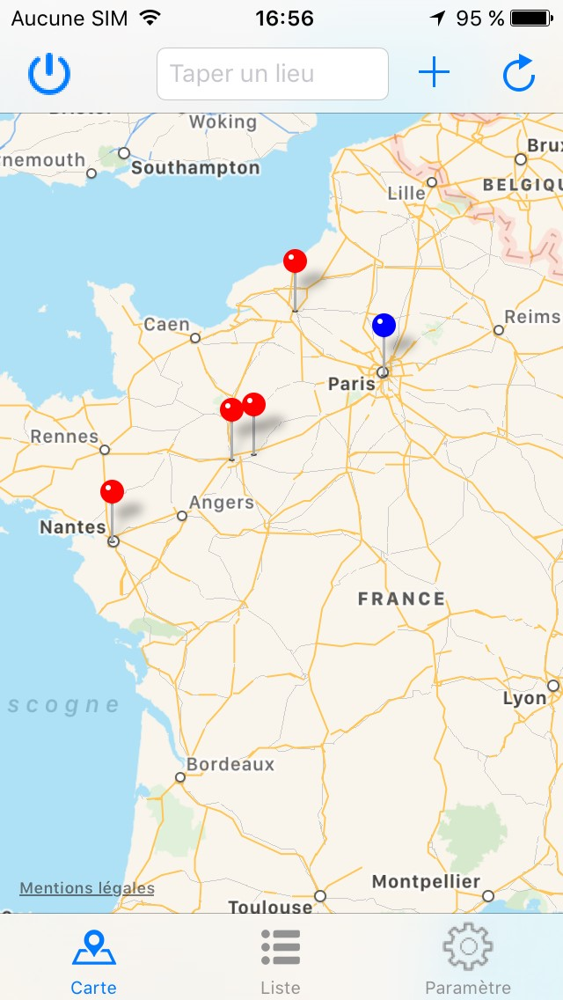 Aucune SIM 16:56 95 %
Taper un lieu
Woking
Southampton
Lille
BELGIQU
Brux
Caen
Reims
Paris
Rennes
Angers
Nantes
FRANCE
scogne
Lyon
Bordeaux
Mentions légales
Montpellier
Toulouse
Carte Liste Paramètre